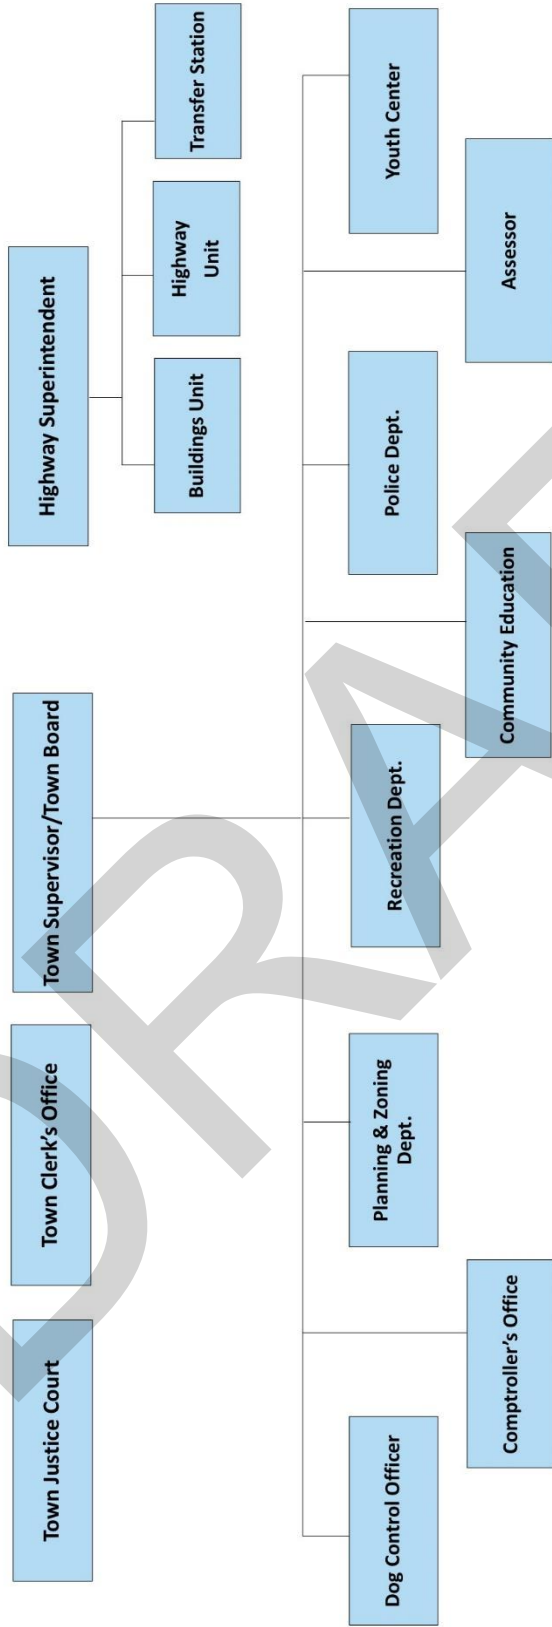 Town Justice Court
Town Clerk's Office
Town Supervisor/Town Board
Highway Superintendent
Buildings Unit
Highway
Unit
Transfer Station
Dog Control Officer
Planning & Zoning
Dept.
Recreation Dept.
Police Dept.
Youth Center
Comptroller's Office
Community Education
Assessor
DRAF